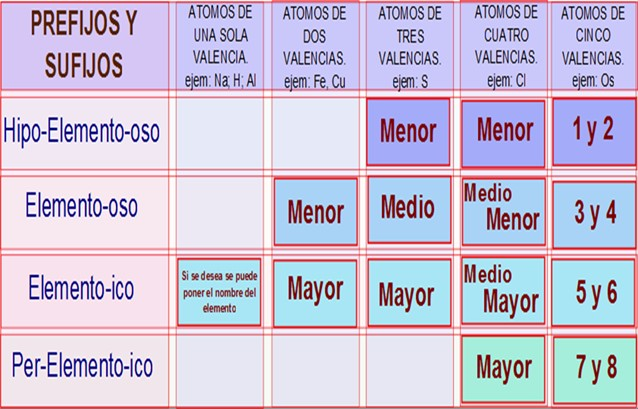 PREFIJOS Y
SUFIJOS
ATOMOS DE
UNA SOLA
VALENCIA.
ejem: Na; H; Al
ATOMOS DE
DOS
VALENCIAS.
ejem: Fe, Cu
ATOMOS DE
TRES
VALENCIAS.
ejem: S
ATOMOS DE
CUATRO
VALENCIAS.
ejem: Cl
ATOMOS DE
CINCO
VALENCIAS.
ejem: Os
Hipo-Elemento-oso
Menor
Menor
1 y 2
Elemento-oso
Menor
Medio
Medio
Menor
3 y 4
Elemento-ico
Si se desea se puede
poner el nombre del
elemento
Mayor
Mayor
Medio
Mayor
5 y 6
Per-Elemento-ico
Mayor
7 y 8